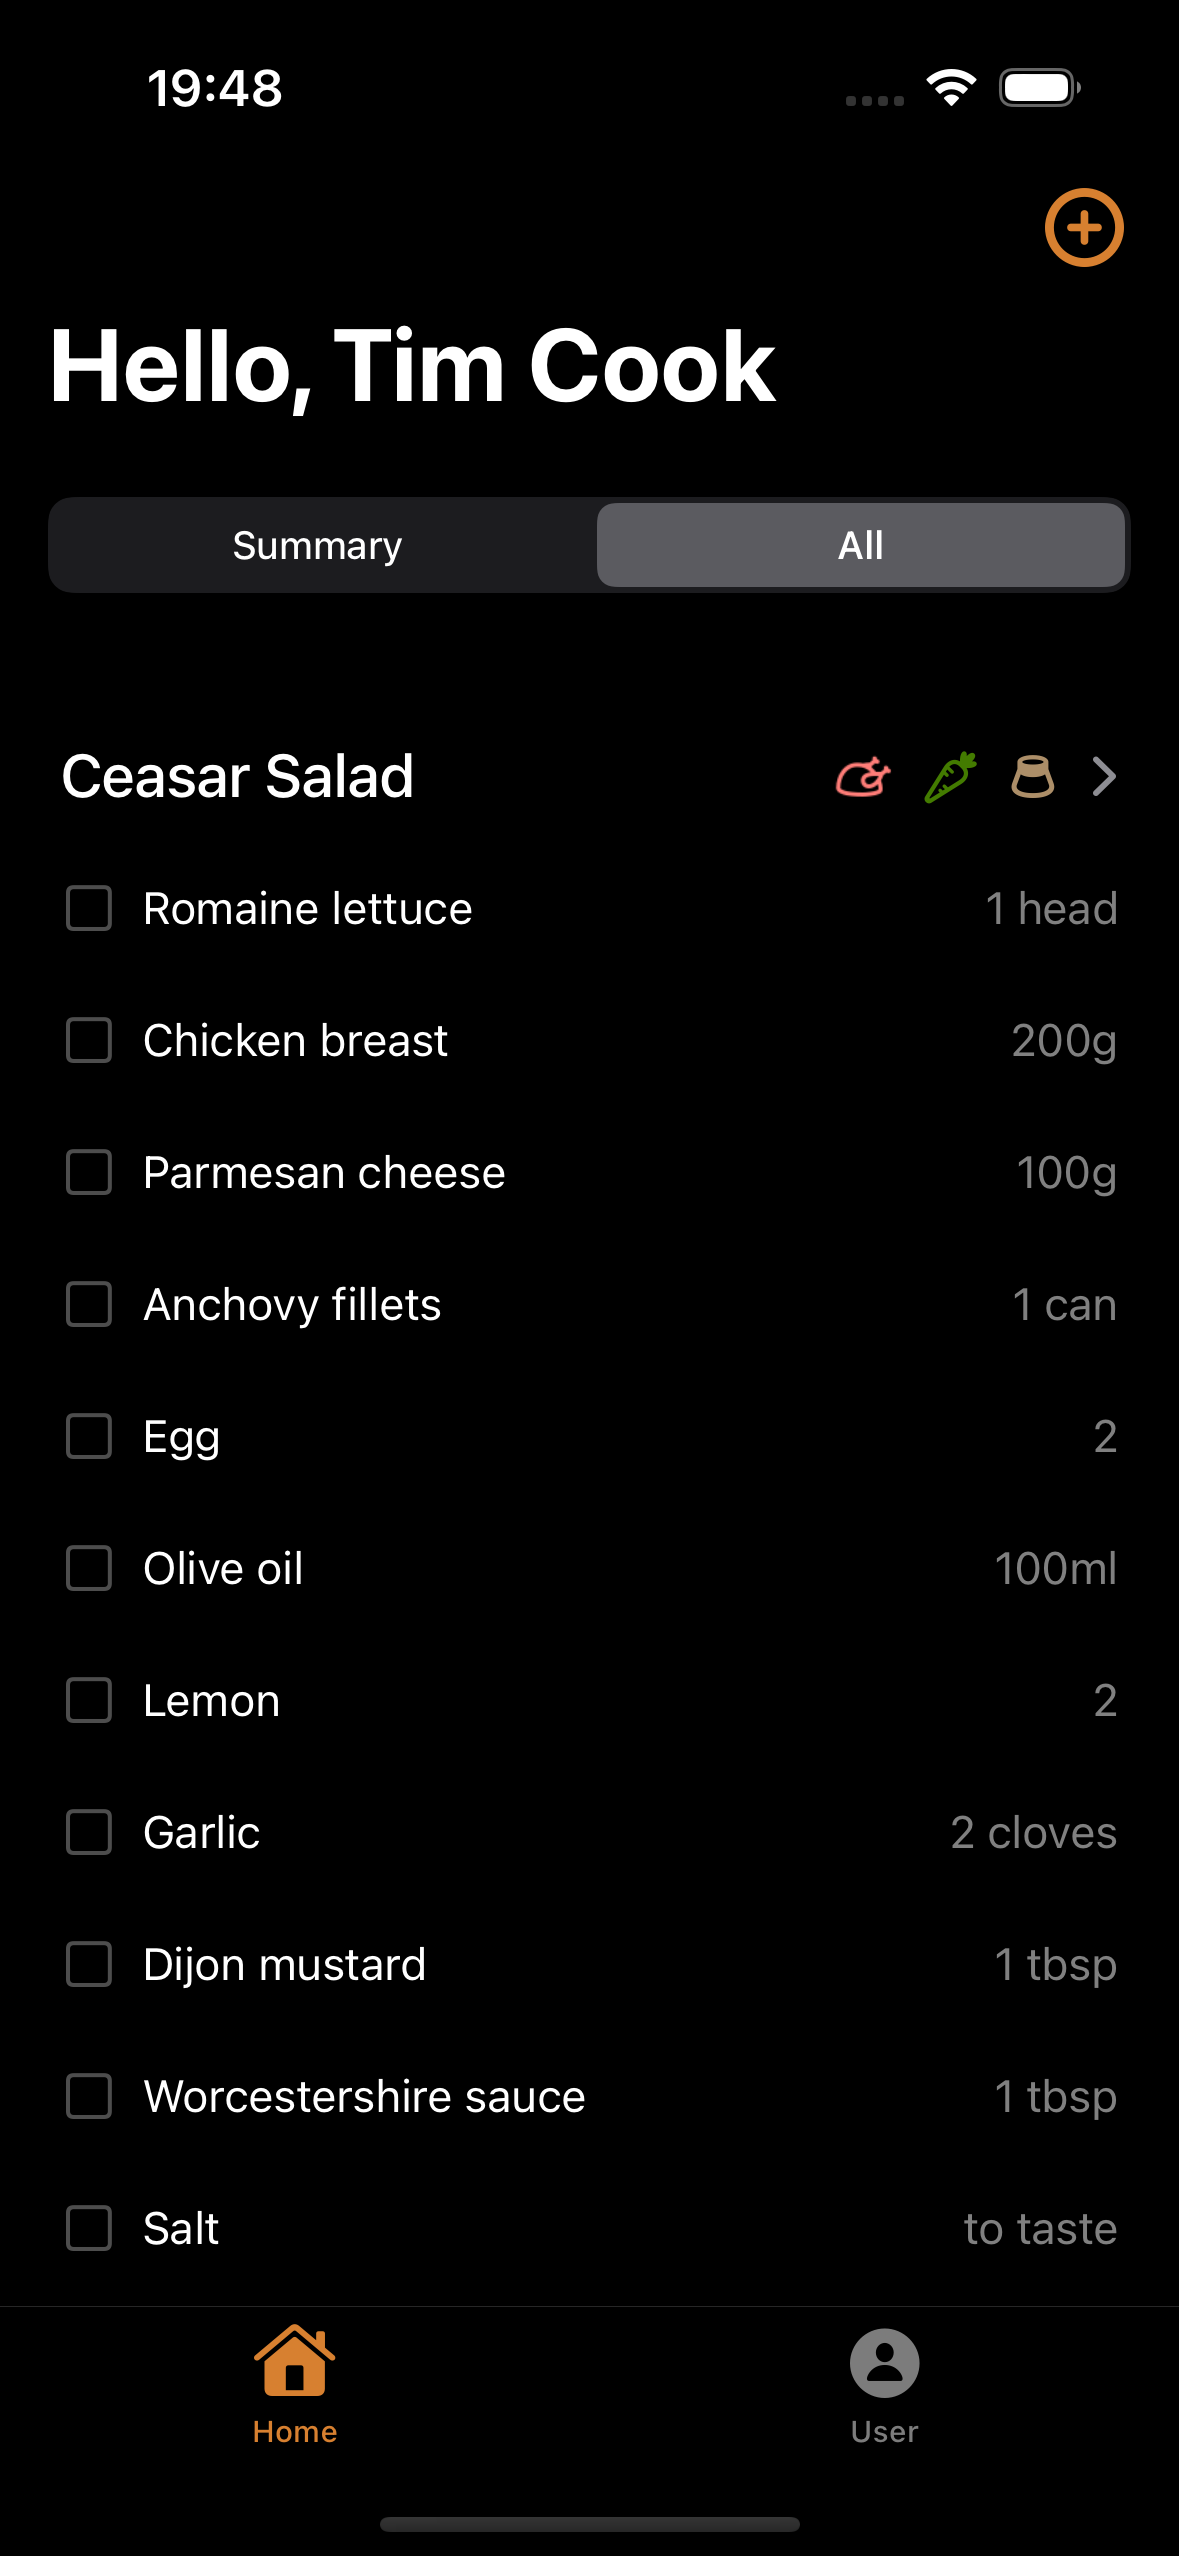 19:48
Hello, Tim Cook
Summary All
Ceasar Salad
Romaine lettuce 1 head
Chicken breast 200g
Parmesan cheese 100g
Anchovy fillets 1 can
Egg 2
Olive oil 100ml
Lemon 2
Garlic 2 cloves
Dijon mustard 1 tbsp
Worcestershire sauce 1 tbsp
Salt to taste
Home User